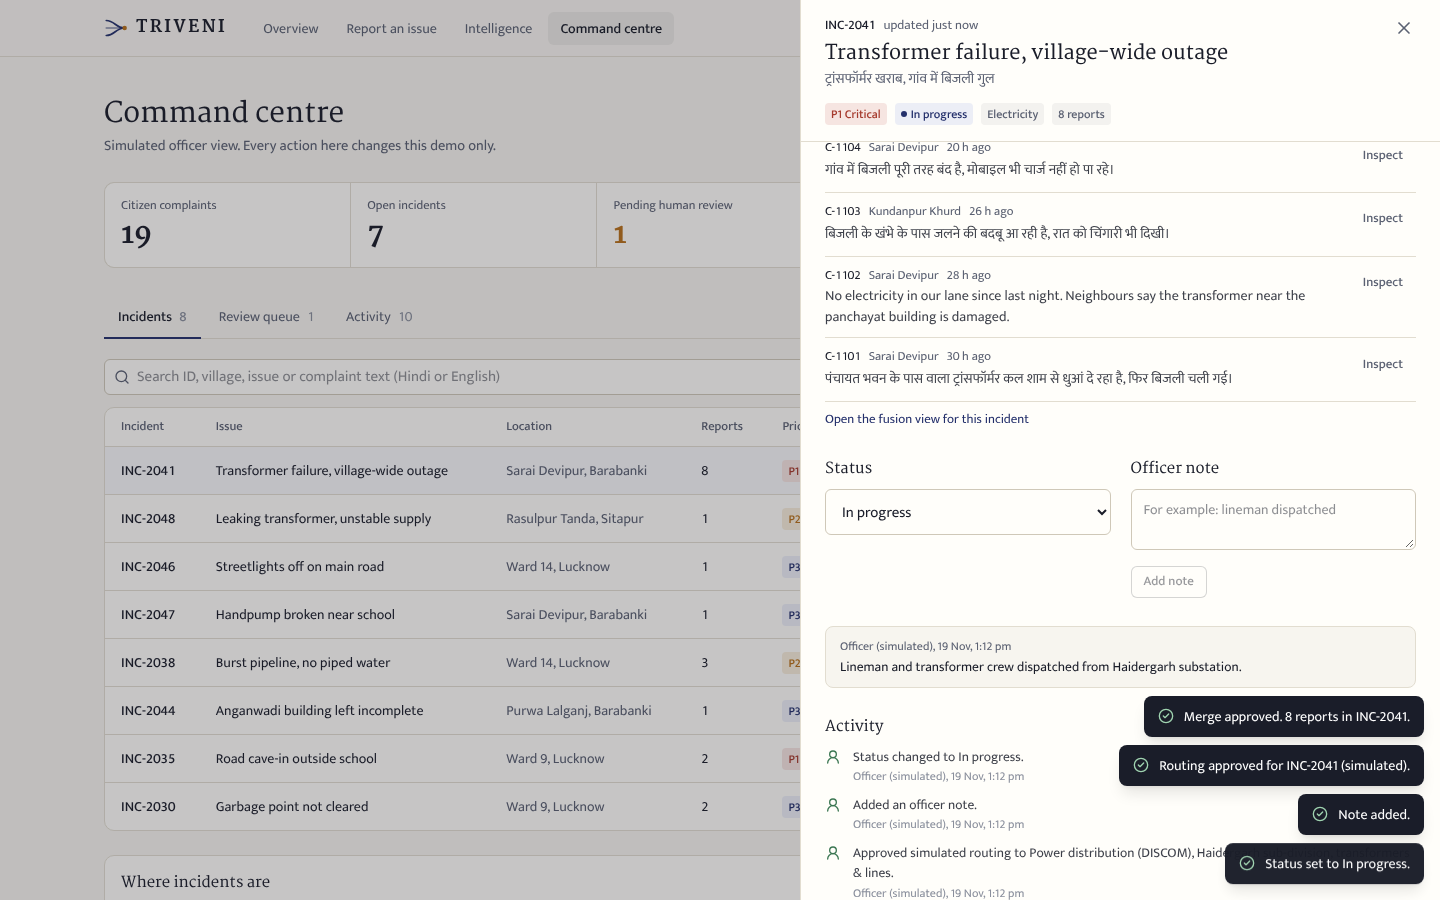 TRIVENI
Overview
Report an issue
Intelligence
Command centre
Command centre
Simulated officer view. Every action here changes this demo only.
Citizen complaints
19
Open incidents
7
Pending human review
1
Incidents 8
Review queue 1
Activity 10
Search ID, village, issue or complaint text (Hindi or English)
Incident Issue Location Reports
INC-2041 Transformer failure, village-wide outage Sarai Devipur, Barabanki 8 P1
INC-2048 Leaking transformer, unstable supply Rasulpur Tanda, Sitapur 1 P2
INC-2046 Streetlights off on main road Ward 14, Lucknow 1 P3
INC-2047 Handpump broken near school Sarai Devipur, Barabanki 1 P3
INC-2038 Burst pipeline, no piped water Ward 14, Lucknow 3 P2
INC-2044 Anganwadi building left incomplete Purwa Lalganj, Barabanki 1 P3
INC-2035 Road cave-in outside school Ward 9, Lucknow 2 P1
INC-2030 Garbage point not cleared Ward 9, Lucknow 2 P3
Where incidents are
INC-2041 updated just now
Transformer failure, village-wide outage
ट्रांसफॉर्मर खराब, गांव में बिजली गुल
P1 Critical
In progress
Electricity
8 reports
C-1104 Sarai Devipur 20 h ago
Inspect
गांव में बिजली पूरी तरह बंद है, मोबाइल भी चार्ज नहीं हो पा रहे।
C-1103 Kundanpur Khurd 26 h ago
Inspect
बिजली के खंभे के पास जलने की बदबू आ रही है, रात को चिंगारी भी दिखी।
C-1102 Sarai Devipur 28 h ago
Inspect
No electricity in our lane since last night. Neighbours say the transformer near the
panchayat building is damaged.
C-1101 Sarai Devipur 30 h ago
Inspect
पंचायत भवन के पास वाला ट्रांसफॉर्मर कल शाम से धुआं दे रहा है, फिर बिजली चली गई।
Open the fusion view for this incident
Status
In progress
Officer note
For example: lineman dispatched
Add note
Officer (simulated), 19 Nov, 1:12 pm
Lineman and transformer crew dispatched from Haidergarh substation.
Activity
Status changed to In progress.
Officer (simulated), 19 Nov, 1:12 pm
Added an officer note.
Officer (simulated), 19 Nov, 1:12 pm
Approved simulated routing to Power distribution (DISCOM),
& lines.
Officer (simulated), 19 Nov, 1:12 pm
Merge approved. 8 reports in INC-2041.
Routing approved for INC-2041 (simulated).
Note added.
Status set to In progress.